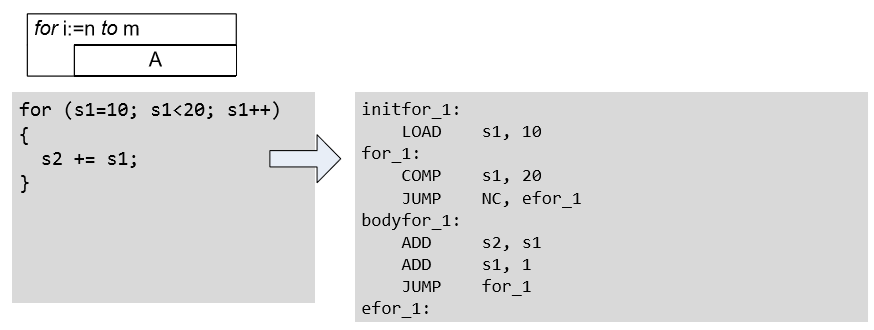 for i:=n to m
A
for (s1=10; s1<20; s1++)
{
  s2 += s1;
}
initfor_1:
    LOAD    s1, 10
for_1:
    COMP    s1, 20
    JUMP    NC, efor_1
bodyfor_1:
    ADD     s2, s1
    ADD     s1, 1
    JUMP    for_1
efor_1: